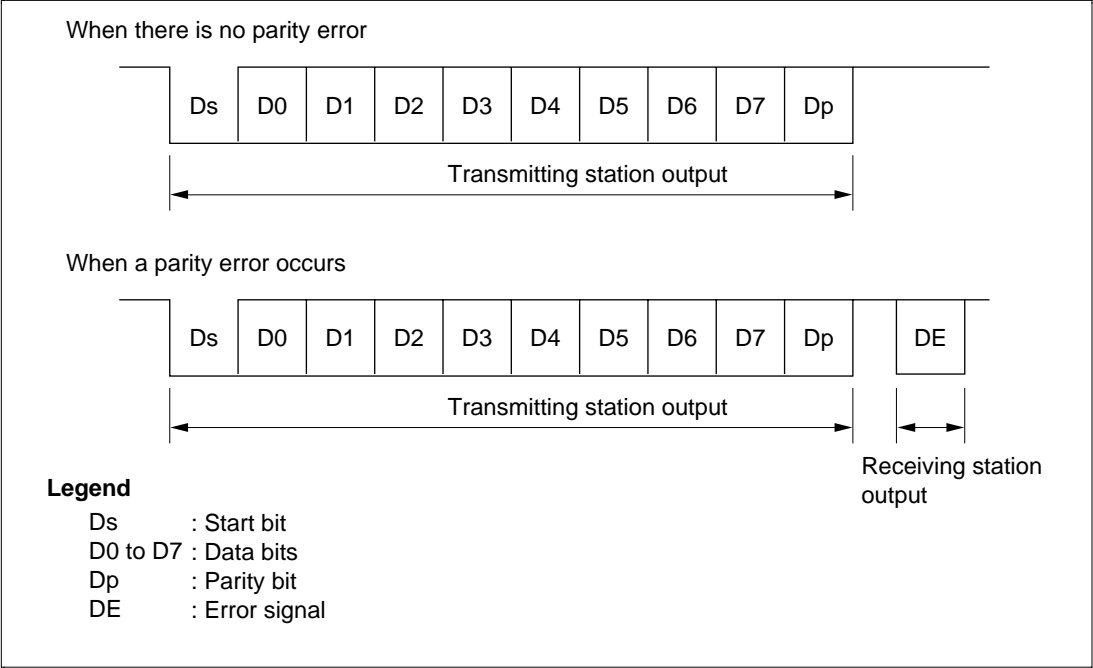 When there is no parity error
Ds D0 D1 D2 D3 D4 D5 D6 D7 Dp
Transmitting station output
When a parity error occurs
Ds D0 D1 D2 D3 D4 D5 D6 D7 Dp DE
Transmitting station output
Receiving station
output
Legend
Ds : Start bit
D0 to D7 : Data bits
Dp : Parity bit
DE : Error signal